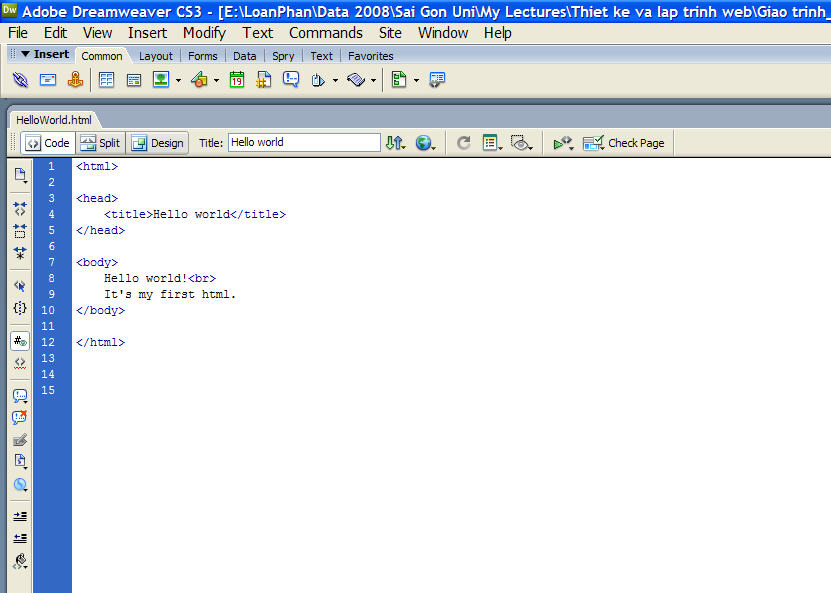 Dw Adobe Dreamweaver CS3 - [E:\LoanPhan\Data 2008\Sai Gon Uni\My Lectures\Thiet ke va lap trinh web\Giao trinh_
File Edit View Insert Modify Text Commands Site Window Help
Insert Common Layout Forms Data Spry Text Favorites
19
HelloWorld.html
Code Split Design Title: Hello world Check Page
1 <html>
2
3 <head>
4 <title>Hello world</title>
5 </head>
6
7 <body>
8 Hello world!<br>
9 It's my first html.
10 </body>
11
12 </html>
13
14
15